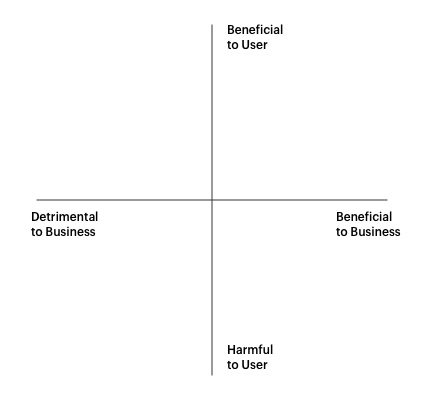 Beneficial
to User
Detrimental
to Business
Beneficial
to Business
Harmful
to User